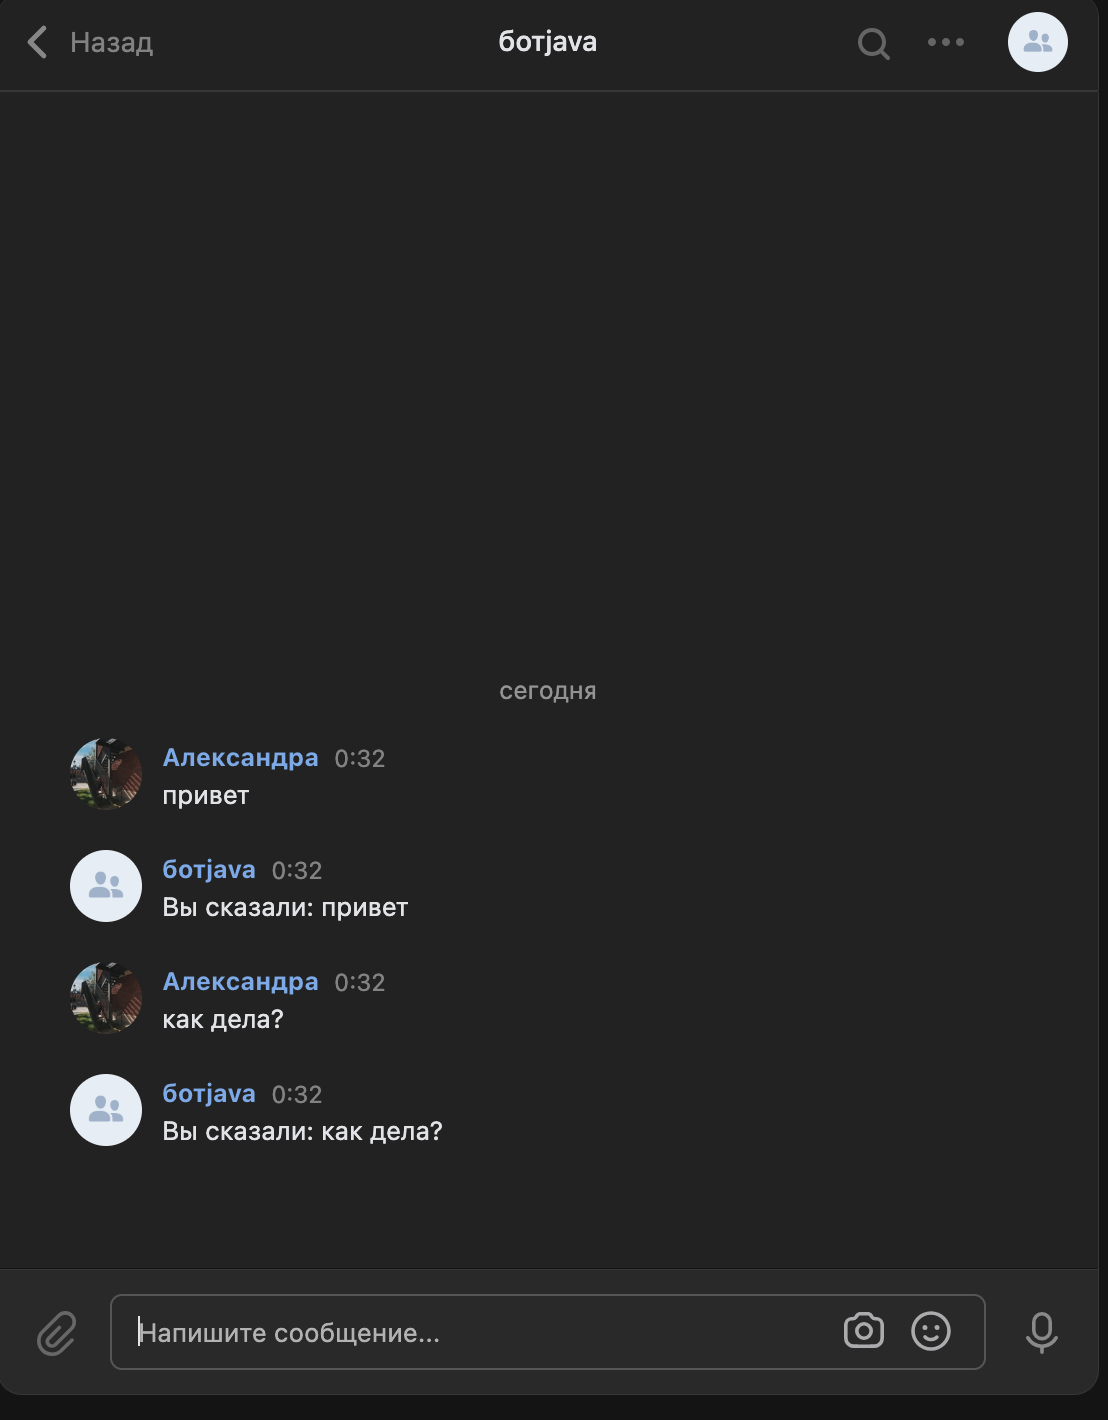 Назад
ботjava
сегодня
Александра 0:32
привет
ботjava 0:32
Вы сказали: привет
Александра 0:32
как дела?
ботjava 0:32
Вы сказали: как дела?
Напишите сообщение...